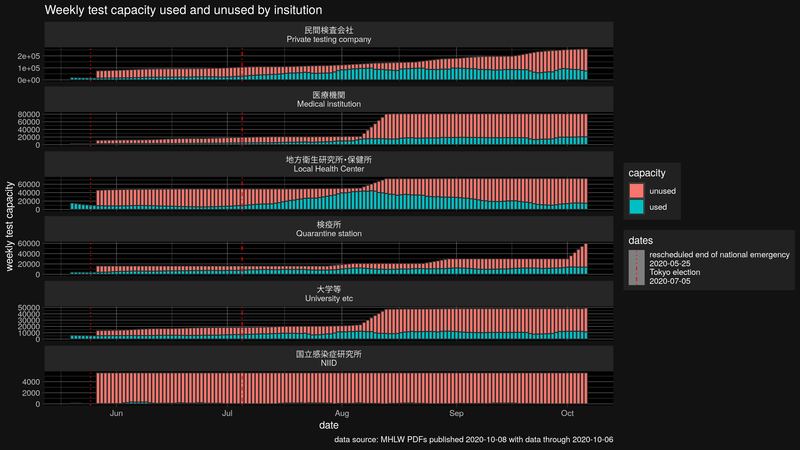 Weekly test capacity used and unused by insitution
民間検査会社
Private testing company
2e+05
1e+05
0e+00
医療機関
Medical institution
80000
60000
40000
20000
0
地方衛生研究所・保健所
Local Health Center
60000
40000
20000
0
検疫所
Quarantine station
60000
40000
20000
0
大学等
University etc
50000
40000
30000
20000
10000
0
国立感染症研究所
NIID
4000
2000
0
Jun
Jul
Aug
Sep
Oct
date
weekly test capacity
capacity
unused
used
dates
rescheduled end of national emergency
2020-05-25
Tokyo election
2020-07-05
data source: MHLW PDFs published 2020-10-08 with data through 2020-10-06